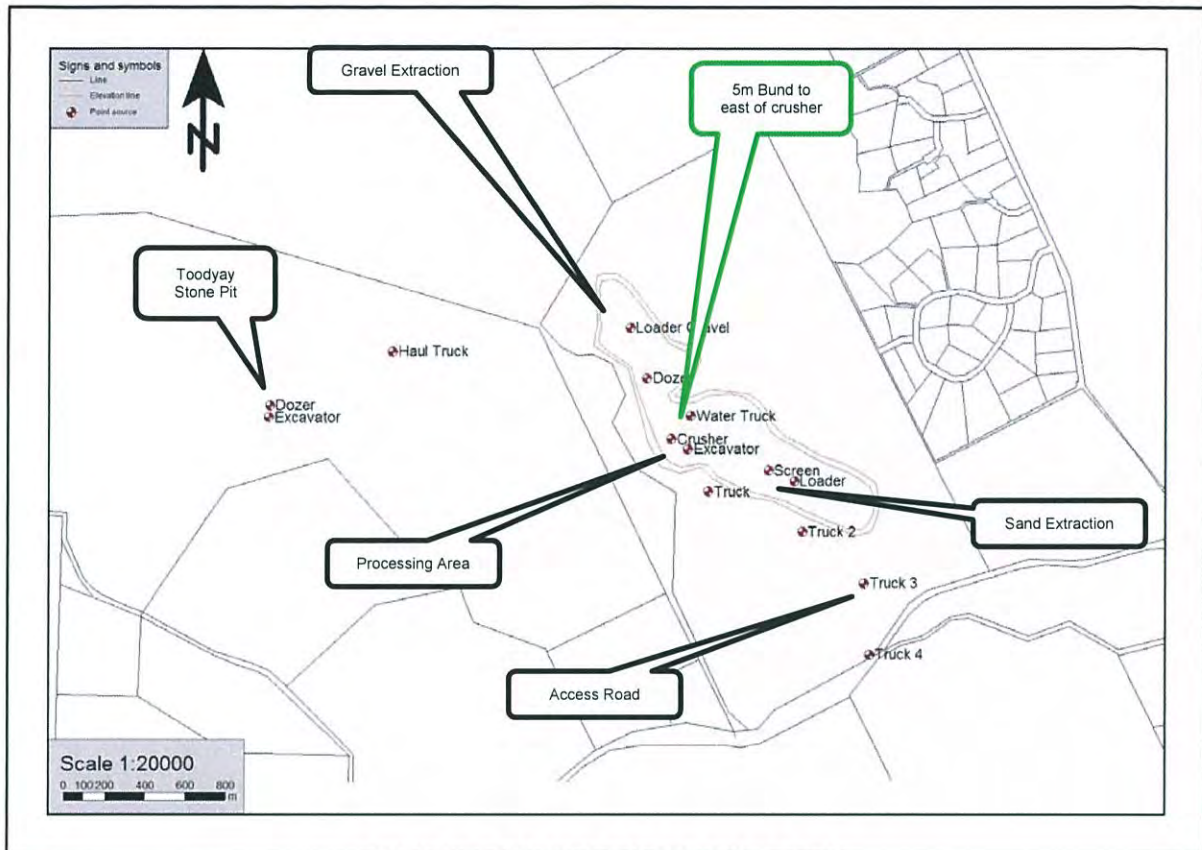 Signs and symbols
Line
Elevation line
Point source
N
Gravel Extraction
5m Bund to
east of crusher
Toodyay
Stone Pit
Loader Gravel
Haul Truck
Dozer
Dozer
Excavator
Water Truck
Crusher
Excavator
Screen
Loader
Truck
Sand Extraction
Truck 2
Processing Area
Truck 3
Truck 4
Access Road
Scale 1:20000
0 100 200 400 600 800
m